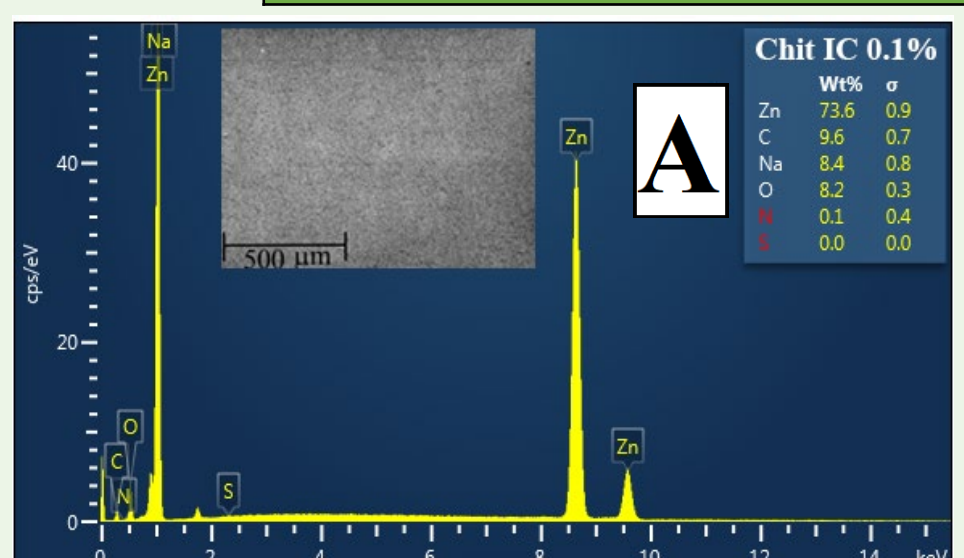 Chit IC 0.1%
Wt% σ
Zn 73.6 0.9
C 9.6 0.7
Na 8.4 0.8
O 8.2 0.3
N 0.1 0.4
S 0.0 0.0
A
Na
Zn
Zn
Zn
O
C
N
S
500 μm
cps/eV
40
20
0
0 2 4 6 8 10 12 14 keV